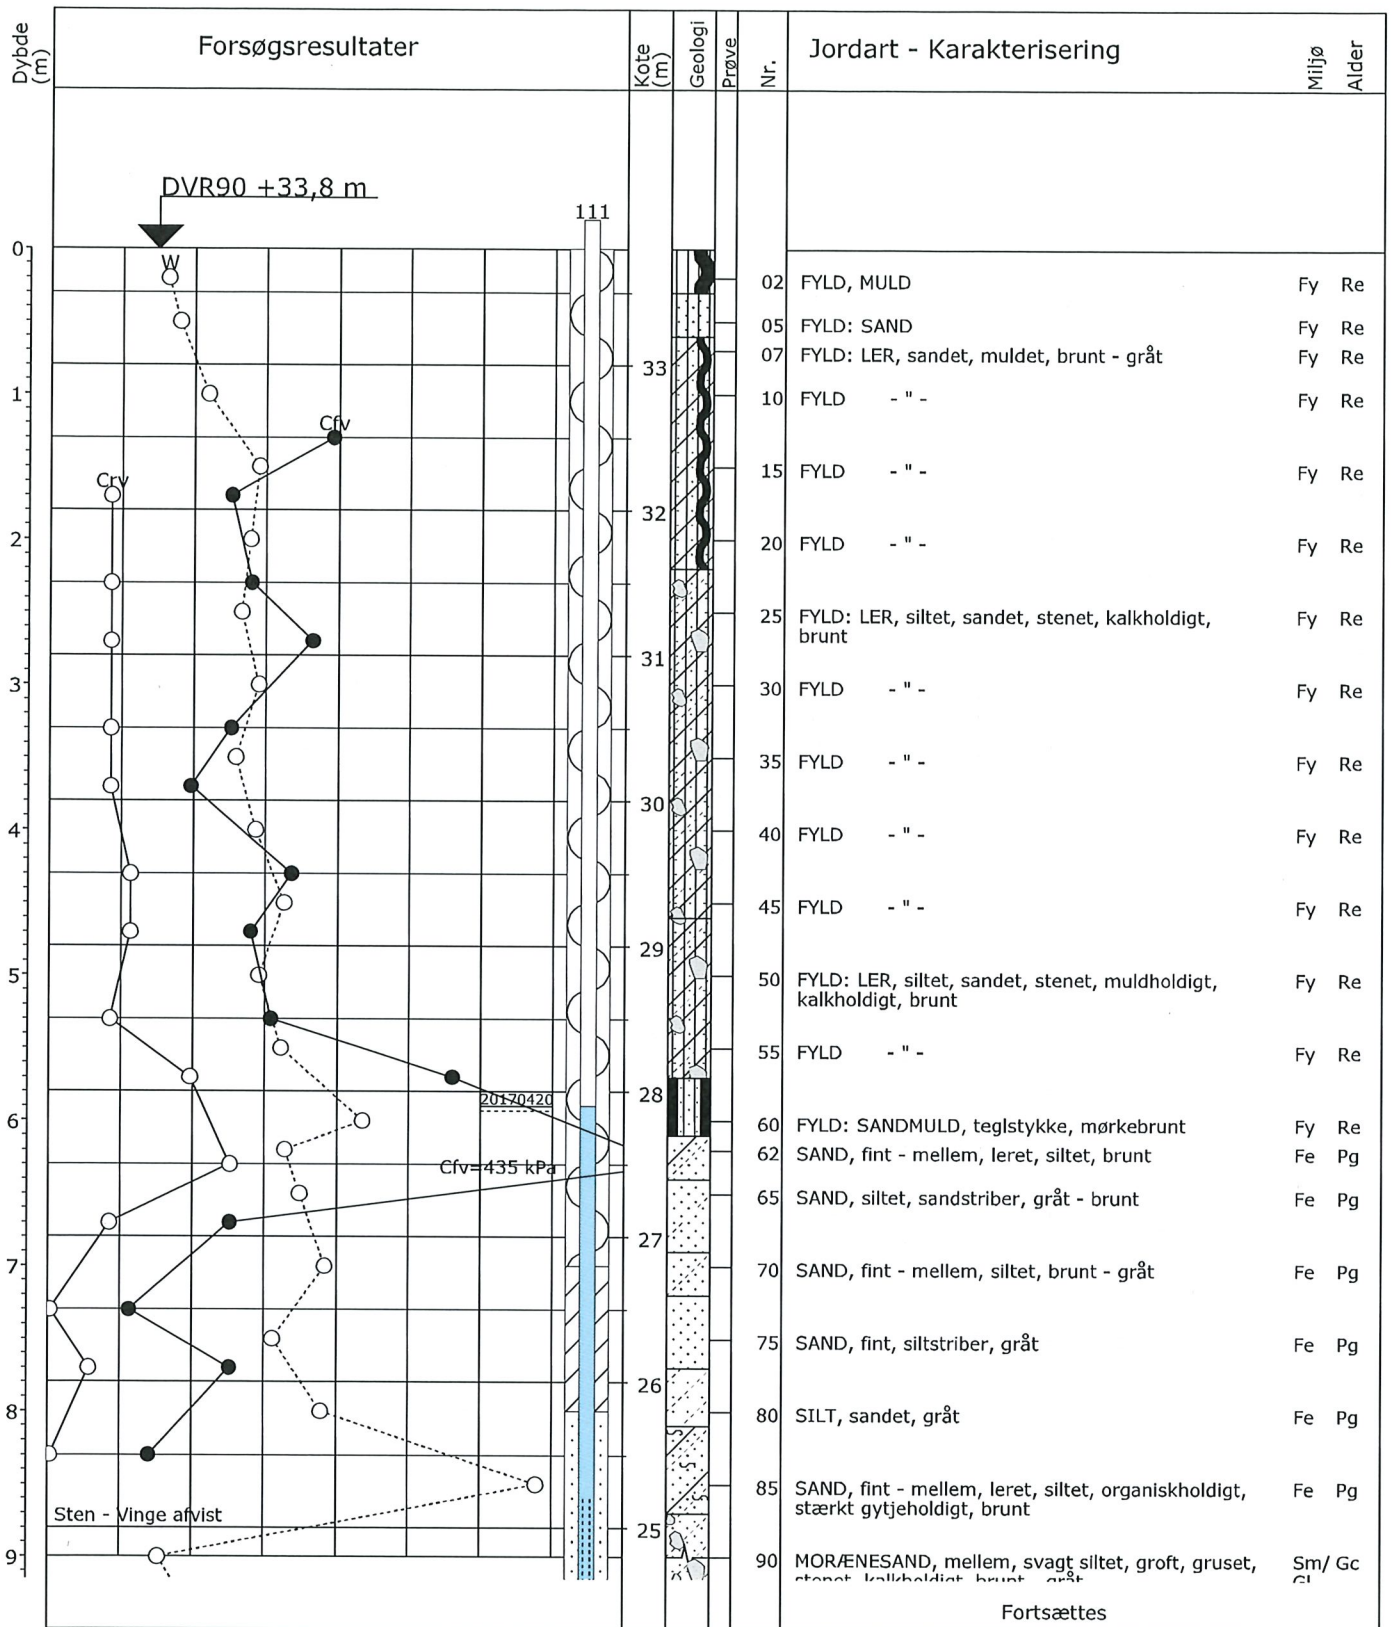 Dybde (m)
Forsøgsresultater
Kote (m)
Geologi
Prøve
Nr.
Jordart - Karakterisering
Miljø
Alder
DVR90 +33,8 m
111
0
W
02 FYLD, MULD Fy Re
05 FYLD: SAND Fy Re
33
07 FYLD: LER, sandet, muldet, brunt - gråt Fy Re
1
10 FYLD - " - Fy Re
Cfv
Crv
15 FYLD - " - Fy Re
32
2
20 FYLD - " - Fy Re
25 FYLD: LER, siltet, sandet, stenet, kalkholdigt, Fy Re
brunt
31
3
30 FYLD - " - Fy Re
35 FYLD - " - Fy Re
30
4
40 FYLD - " - Fy Re
45 FYLD - " - Fy Re
29
5
50 FYLD: LER, siltet, sandet, stenet, muldholdigt, Fy Re
kalkholdigt, brunt
55 FYLD - " - Fy Re
28
20170420
6
60 FYLD: SANDMULD, teglstykke, mørkebrunt Fy Re
62 SAND, fint - mellem, leret, siltet, brunt Fe Pg
Cfv=435 kPa
65 SAND, siltet, sandstriber, gråt - brunt Fe Pg
27
7
70 SAND, fint - mellem, siltet, brunt - gråt Fe Pg
75 SAND, fint, siltstriber, gråt Fe Pg
26
8
80 SILT, sandet, gråt Fe Pg
85 SAND, fint - mellem, leret, siltet, organiskholdigt, Fe Pg
stærkt gytjeholdigt, brunt
Sten - Vinge afvist
25
9
90 MORÆNESAND, mellem, svagt siltet, groft, gruset, Sm/ Gc
stenet, kalkholdigt, brunt - gråt Gl
Fortsættes